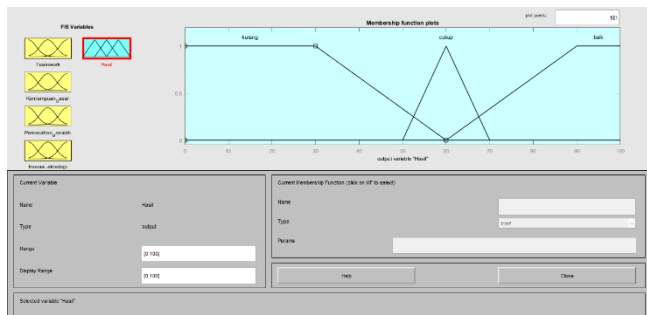 FIS Variables
Membership function plots
plot points:
101
Teamwork
Hasil
Kemampuan_dasar
Pemecahan_masalah
Inovasi_teknologi
kurang
cukup
baik
1
0.5
0
0 10 20 30 40 50 60 70 80 90 100
output variable "Hasil"
Current Variable
Name Hasil
Type output
Range [0 100]
Display Range [0 100]
Current Membership Function (click on MF to select)
Name
Type trimf
Params
Help
Close
Selected variable "Hasil"